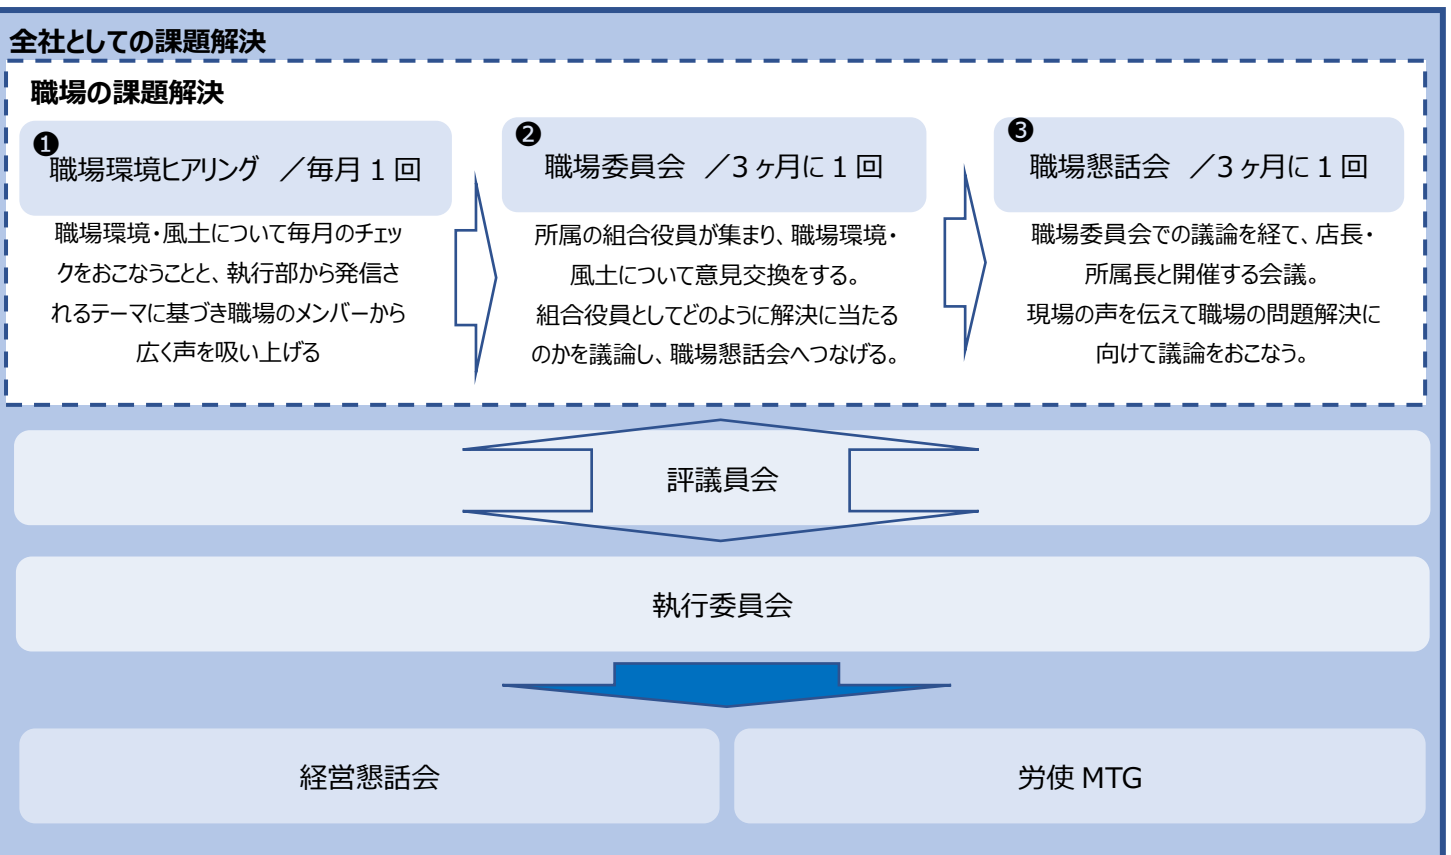 全社としての課題解決
職場の課題解決
❶
職場環境ヒアリング ／毎月1回
職場環境・風土について毎月のチェッ
クをおこなうことと、執行部から発信さ
れるテーマに基づき職場のメンバーから
広く声を吸い上げる
❷
職場委員会 ／3ヶ月に1回
所属の組合役員が集まり、職場環境・
風土について意見交換をする。
組合役員としてどのように解決に当たる
のかを議論し、職場懇話会へつなげる。
❸
職場懇話会 ／3ヶ月に1回
職場委員会での議論を経て、店長・
所属長と開催する会議。
現場の声を伝えて職場の問題解決に
向けて議論をおこなう。
評議員会
執行委員会
経営懇話会
労使MTG